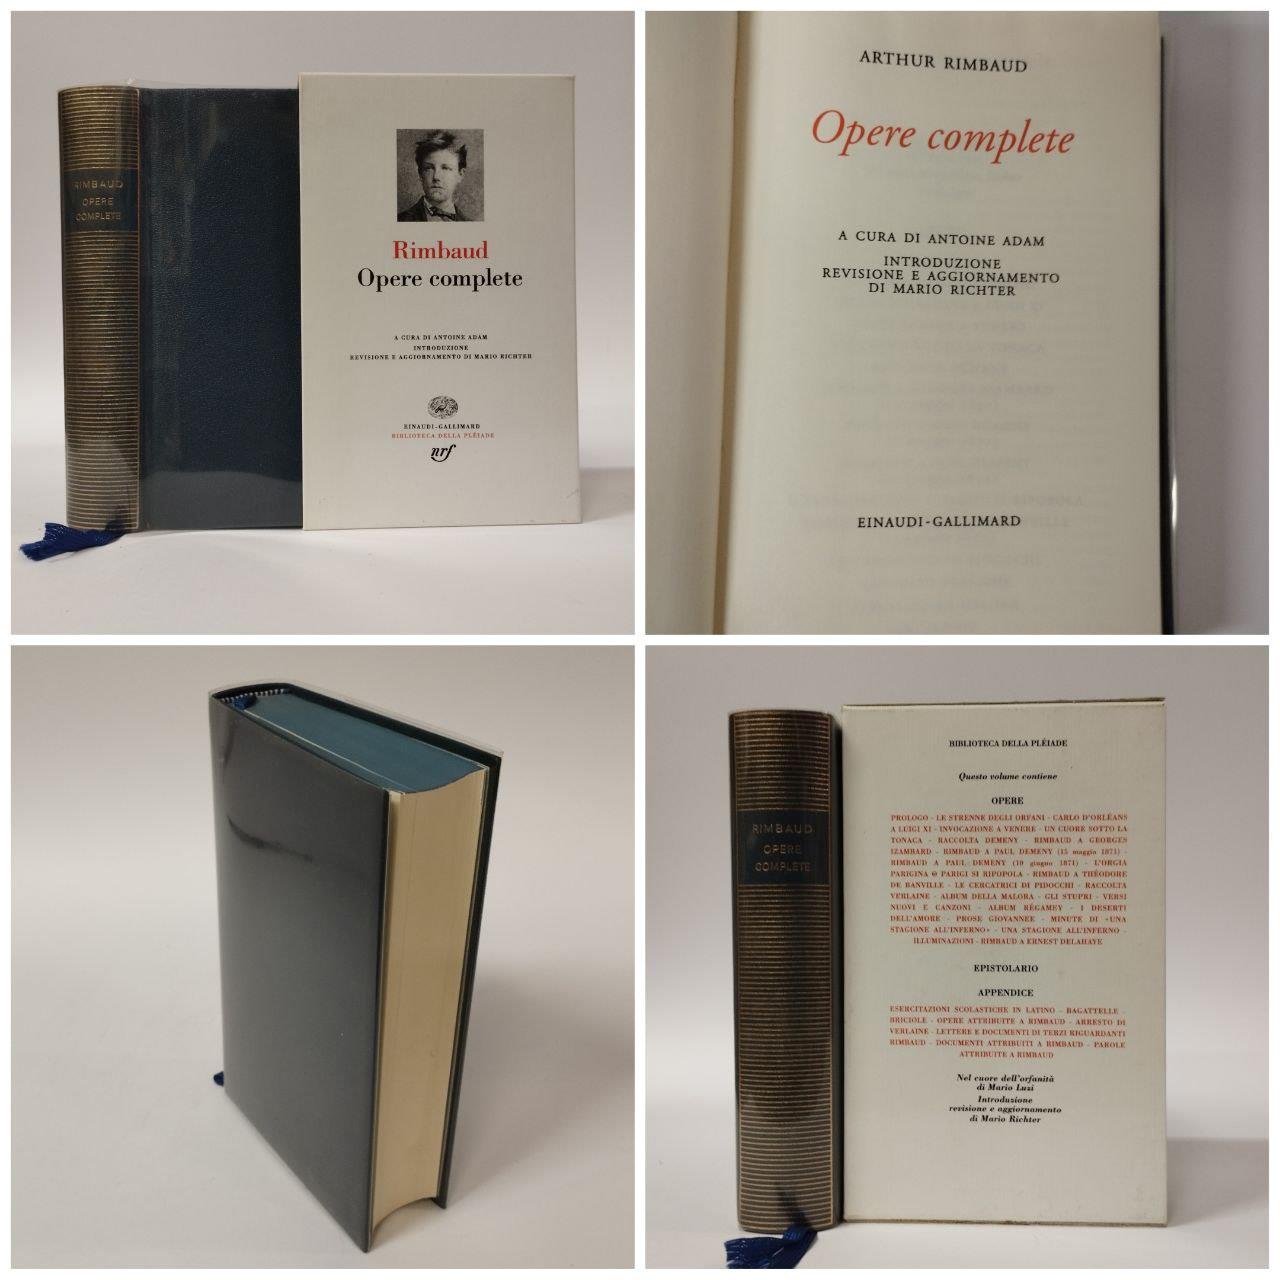 RIMBAUD
OPERE
COMPLETE
Rimbaud
Opere complete
A CURA DI ANTOINE ADAM
INTRODUZIONE
REVISIONE E AGGIORNAMENTO DI MARIO RICHTER
EINAUDI-GALLIMARD
BIBLIOTECA DELLA PLÉIADE
nrf
ARTHUR RIMBAUD
Opere complete
A CURA DI ANTOINE ADAM
INTRODUZIONE
REVISIONE E AGGIORNAMENTO
DI MARIO RICHTER
EINAUDI-GALLIMARD
RIMBAUD
OPERE
COMPLETE
BIBLIOTECA DELLA PLÉIADE
Questo volume contiene
OPERE
PROLOGO - LE STRENNE DEGLI ORFANI - CARLO D'ORLÉANS
A LUIGI XI - INVOCAZIONE A VENERE - UN CUORE SOTTO LA
TONACA - RACCOLTA DEMENY - RIMBAUD A GEORGES
IZAMBARD - RIMBAUD A PAUL DEMENY (15 maggio 1871) -
RIMBAUD A PAUL DEMENY (10 giugno 1871) - L'ORGIA
PARIGINA O PARIGI SI RIPOPOLA - RIMBAUD A THÉODORE
DE BANVILLE - LE CERCATRICI DI PIDOCCHI - RACCOLTA
VERLAINE - ALBUM DELLA MALORA - GLI STUPRI - VERSI
NUOVI E CANZONI - ALBUM RÉGAMEY - I DESERTI
DELL'AMORE - PROSE GIOVANNEE - MINUTE DI «UNA
STAGIONE ALL'INFERNO» - UNA STAGIONE ALL'INFERNO -
ILLUMINAZIONI - RIMBAUD A ERNEST DELAHAYE
EPISTOLARIO
APPENDICE
ESERCITAZIONI SCOLASTICHE IN LATINO - BAGATTELLE -
BRICIOLE - OPERE ATTRIBUITE A RIMBAUD - ARRESTO DI
VERLAINE - LETTERE E DOCUMENTI DI TERZI RIGUARDANTI
RIMBAUD - DOCUMENTI ATTRIBUITI A RIMBAUD - PAROLE
ATTRIBUITE A RIMBAUD
Nel cuore dell'orfanità
di Mario Luzi
Introduzione
revisione e aggiornamento
di Mario Richter